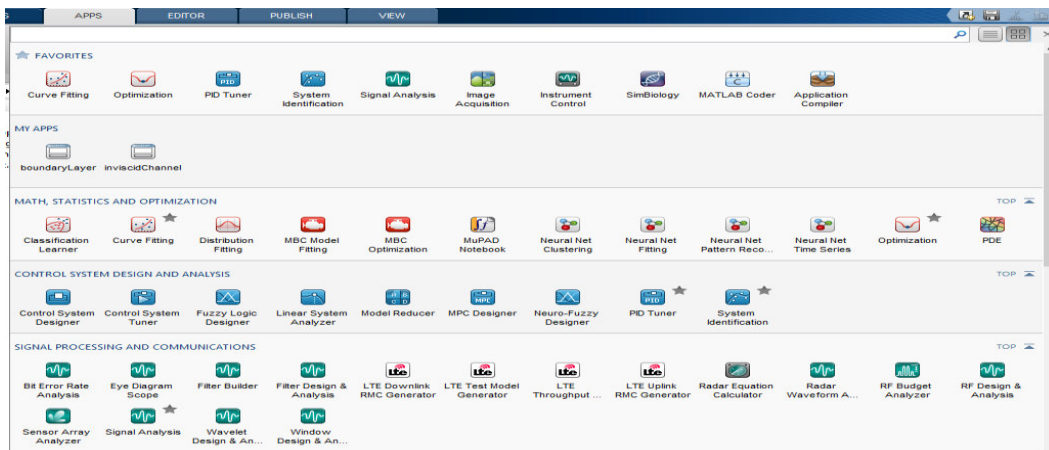 APPS EDITOR PUBLISH VIEW
FAVORITES
Curve Fitting Optimization PID Tuner System Identification Signal Analysis Image Acquisition Instrument Control SimBiology MATLAB Coder Application Compiler
MY APPS
boundaryLayer inviscidChannel
MATH, STATISTICS AND OPTIMIZATION TOP
Classification Learner Curve Fitting Distribution Fitting MBC Model Fitting MBC Optimization MuPAD Notebook Neural Net Clustering Neural Net Fitting Neural Net Pattern Reco... Neural Net Time Series Optimization PDE
CONTROL SYSTEM DESIGN AND ANALYSIS TOP
Control System Designer Control System Tuner Fuzzy Logic Designer Linear System Analyzer Model Reducer MPC Designer Neuro-Fuzzy Designer PID Tuner System Identification
SIGNAL PROCESSING AND COMMUNICATIONS TOP
Bit Error Rate Analysis Eye Diagram Scope Filter Builder Filter Design & Analysis LTE Downlink RMC Generator LTE Test Model Generator LTE Throughput ... LTE Uplink RMC Generator Radar Equation Calculator Radar Waveform A... RF Budget Analyzer RF Design & Analysis
Sensor Array Analyzer Signal Analysis Wavelet Design & An... Window Design & An...